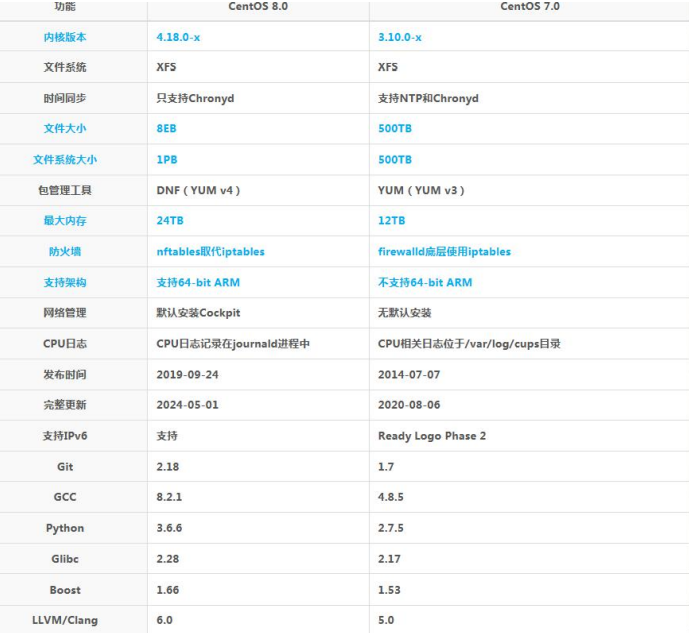 功能 CentOS 8.0 CentOS 7.0
内核版本 4.18.0-x 3.10.0-x
文件系统 XFS XFS
时间同步 只支持Chronyd 支持NTP和Chronyd
文件大小 8EB 500TB
文件系统大小 1PB 500TB
包管理工具 DNF（YUM v4） YUM（YUM v3）
最大内存 24TB 12TB
防火墙 nftables取代iptables firewalld底层使用iptables
支持架构 支持64-bit ARM 不支持64-bit ARM
网络管理 默认安装Cockpit 无默认安装
CPU日志 CPU日志记录在journald进程中 CPU相关日志位于/var/log/cups目录
发布时间 2019-09-24 2014-07-07
完整更新 2024-05-01 2020-08-06
支持IPv6 支持 Ready Logo Phase 2
Git 2.18 1.7
GCC 8.2.1 4.8.5
Python 3.6.6 2.7.5
Glibc 2.28 2.17
Boost 1.66 1.53
LLVM/Clang 6.0 5.0